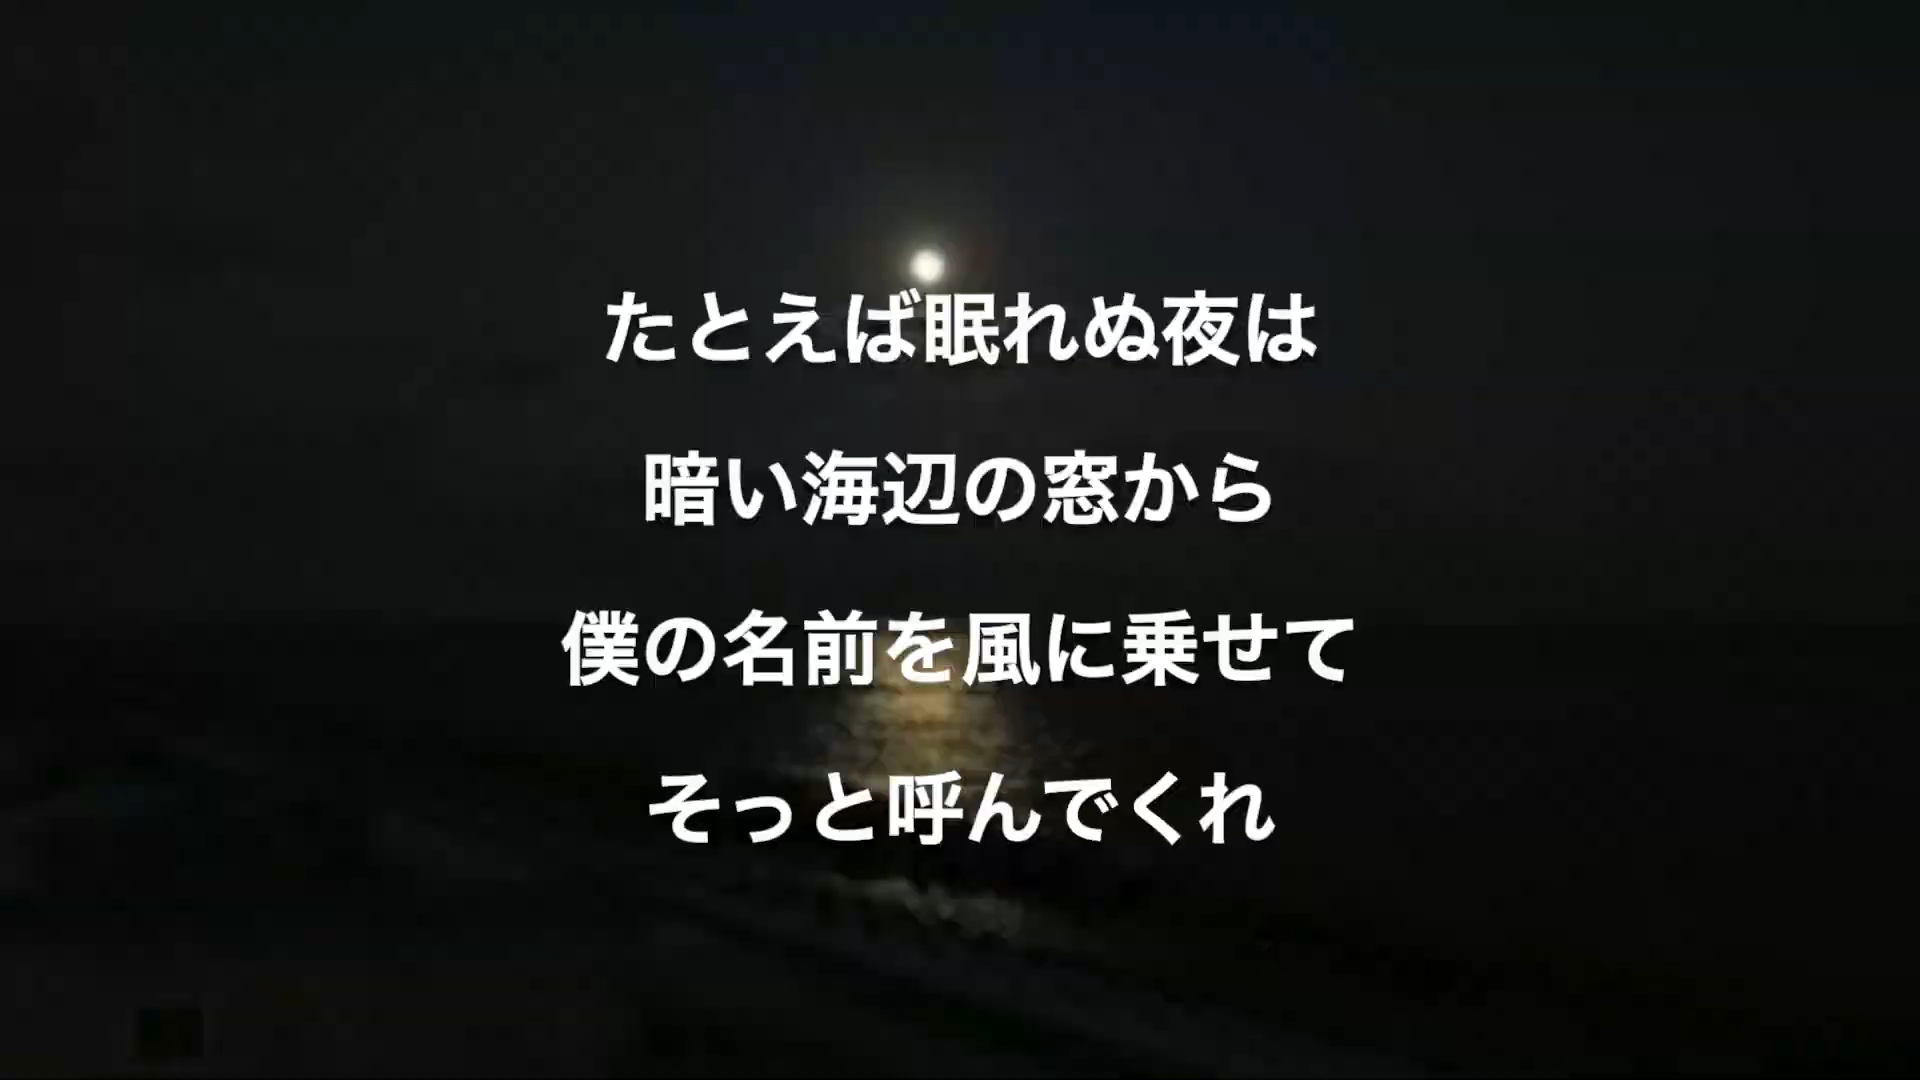 たとえば眠れぬ夜は
暗い海辺の窓から
僕の名前を風に乗せて
そっと呼んでくれ